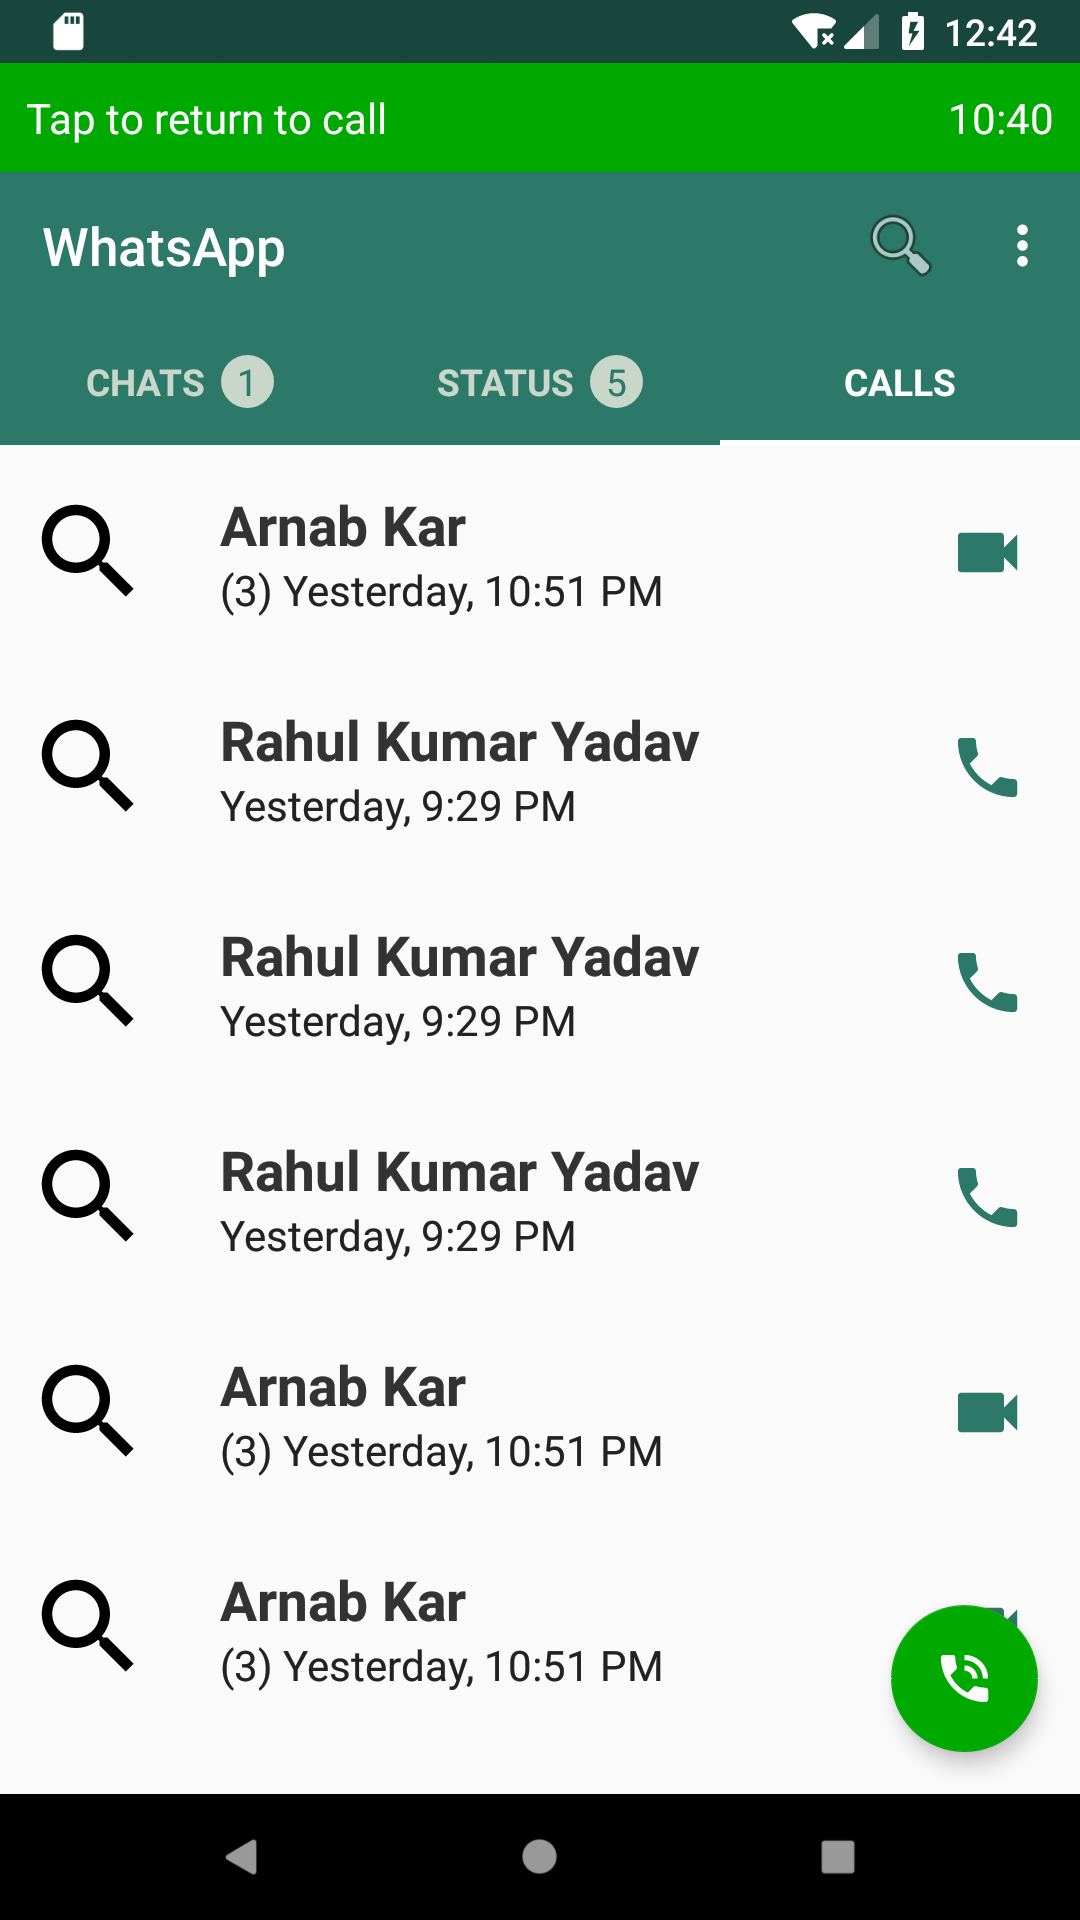 12:42
Tap to return to call 10:40
WhatsApp
CHATS 1 STATUS 5 CALLS
Arnab Kar
(3) Yesterday, 10:51 PM
Rahul Kumar Yadav
Yesterday, 9:29 PM
Rahul Kumar Yadav
Yesterday, 9:29 PM
Rahul Kumar Yadav
Yesterday, 9:29 PM
Arnab Kar
(3) Yesterday, 10:51 PM
Arnab Kar
(3) Yesterday, 10:51 PM